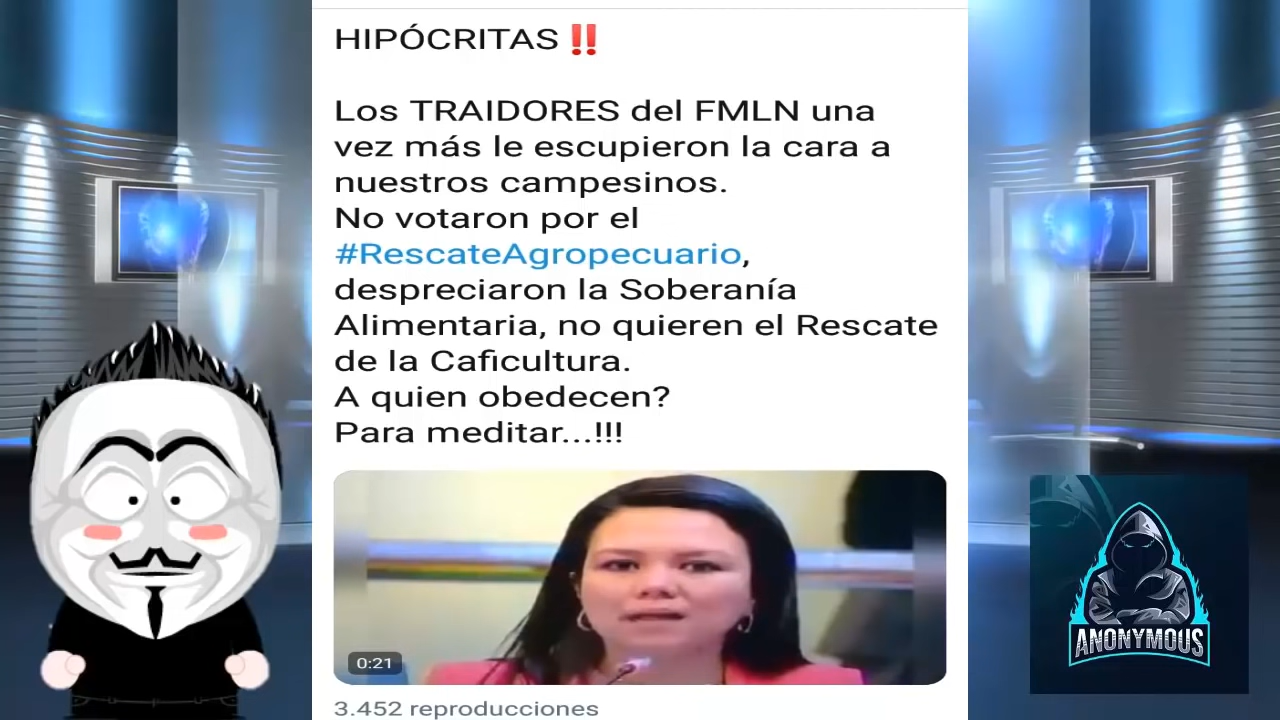 HIPÓCRITAS‼️
Los TRAIDORES del FMLN una
vez más le escupieron la cara a
nuestros campesinos.
No votaron por el
#RescateAgropecuario,
despreciaron la Soberanía
Alimentaria, no quieren el Rescate
de la Caficultura.
A quien obedecen?
Para meditar...!!!
0:21
3.452 reproducciones
ANONYMOUS